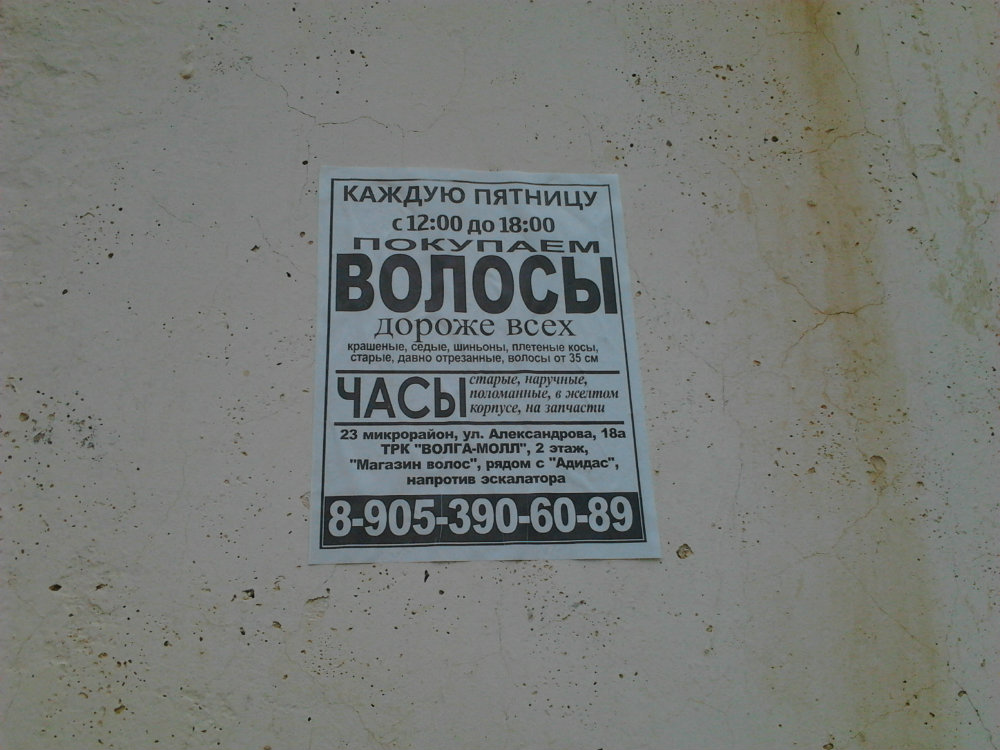 КАЖДУЮ ПЯТНИЦУ
с 12:00 до 18:00
ПОКУПАЕМ
ВОЛОСЫ
дороже всех
крашеные, седые, шиньоны, плетеные косы,
старые, давно отрезанные, волосы от 35 см
ЧАСЫ
старые, наручные,
поломанные, в желтом
корпусе, на запчасти
23 микрорайон, ул. Александрова, 18а
ТРК "ВОЛГА-МОЛЛ", 2 этаж,
"Магазин волос", рядом с "Адидас",
напротив эскалатора
8-905-390-60-89